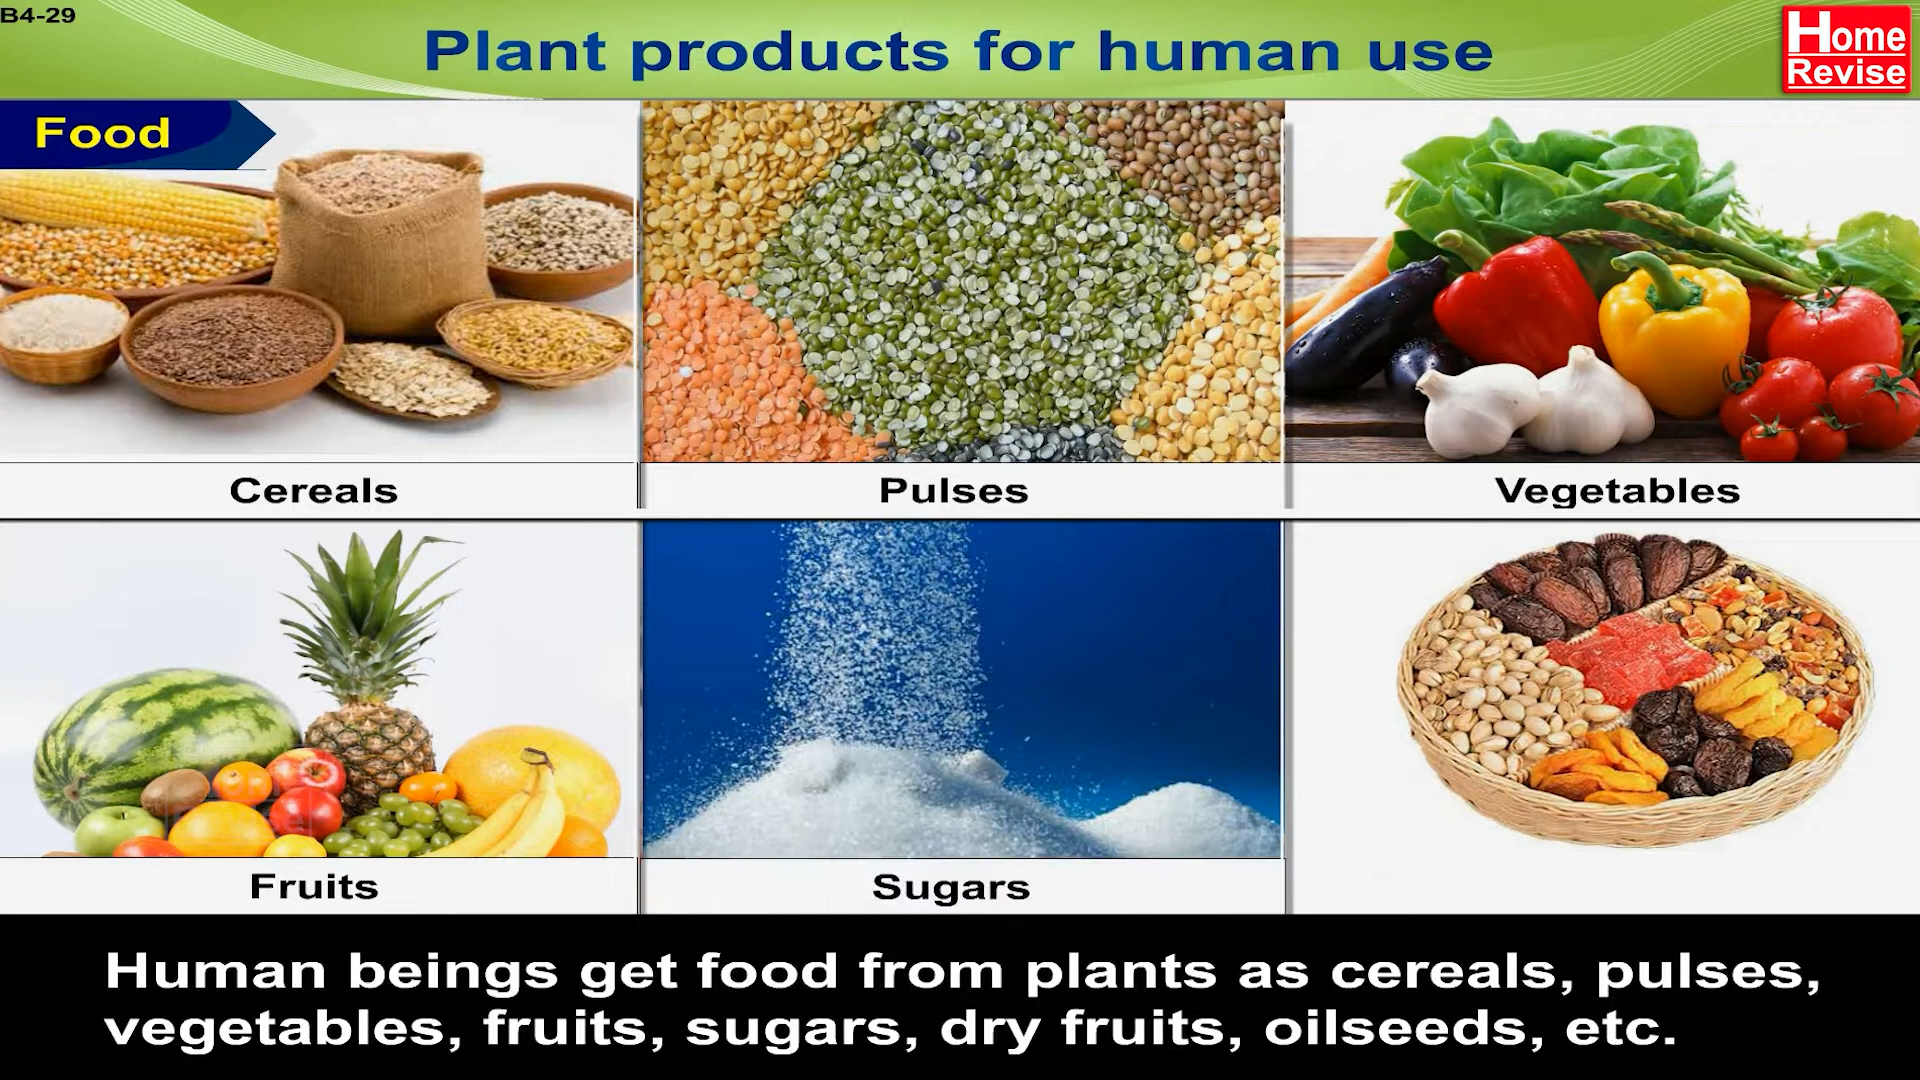 B4-29
Plant products for human use
Home
Revise
Food
Cereals
Pulses
Vegetables
Fruits
Sugars
Human beings get food from plants as cereals, pulses,
vegetables, fruits, sugars, dry fruits, oilseeds, etc.